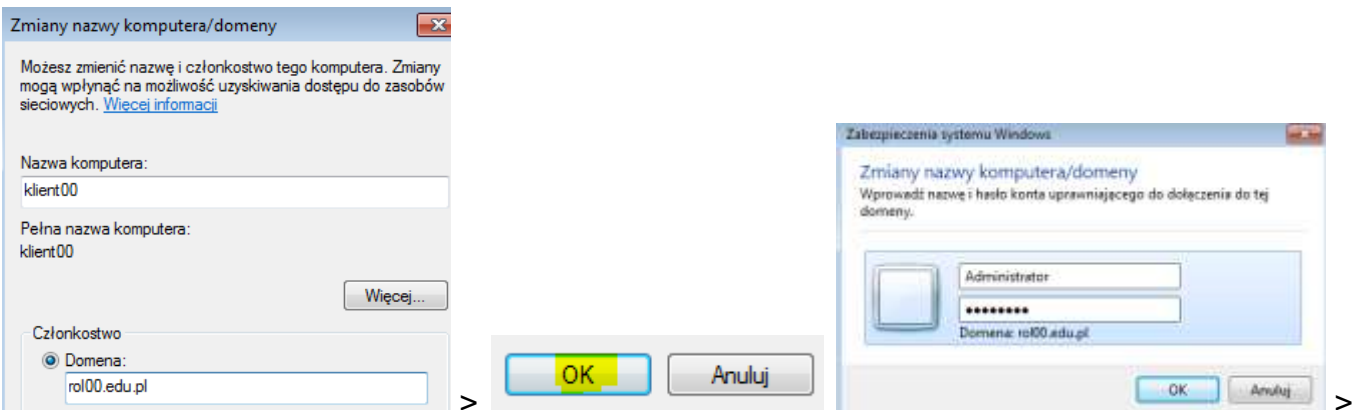 Zmiany nazwy komputera/domeny
Możesz zmienić nazwę i członkostwo tego komputera. Zmiany
mogą wpłynąć na możliwość uzyskiwania dostępu do zasobów
sieciowych. Więcej informacji
Nazwa komputera:
klient00
Pełna nazwa komputera:
klient00
Więcej...
Członkostwo
Domena:
rol00.edu.pl
>
OK
Anuluj
Zabezpieczenia systemu Windows
Zmiany nazwy komputera/domeny
Wprowadź nazwę i hasło konta uprawniającego do dołączenia do tej
domeny.
Administrator
••••••••
Domena: rol00.edu.pl
OK
Anuluj
>